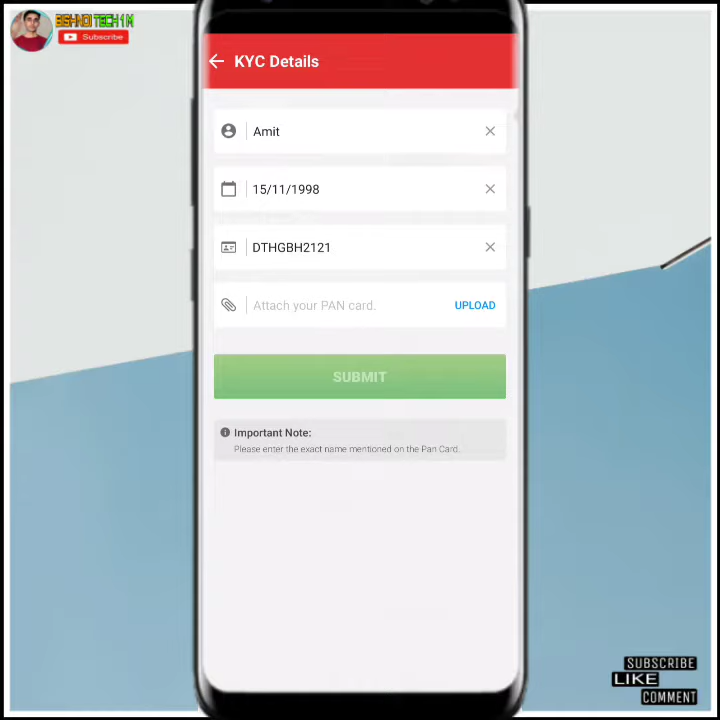 BISHNOI TECH 1 M
Subscribe
KYC Details
Amit
15/11/1998
DTHGBH2121
Attach your PAN card.
UPLOAD
SUBMIT
Important Note:
Please enter the exact name mentioned on the Pan Card.
SUBSCRIBE
LIKE
COMMENT